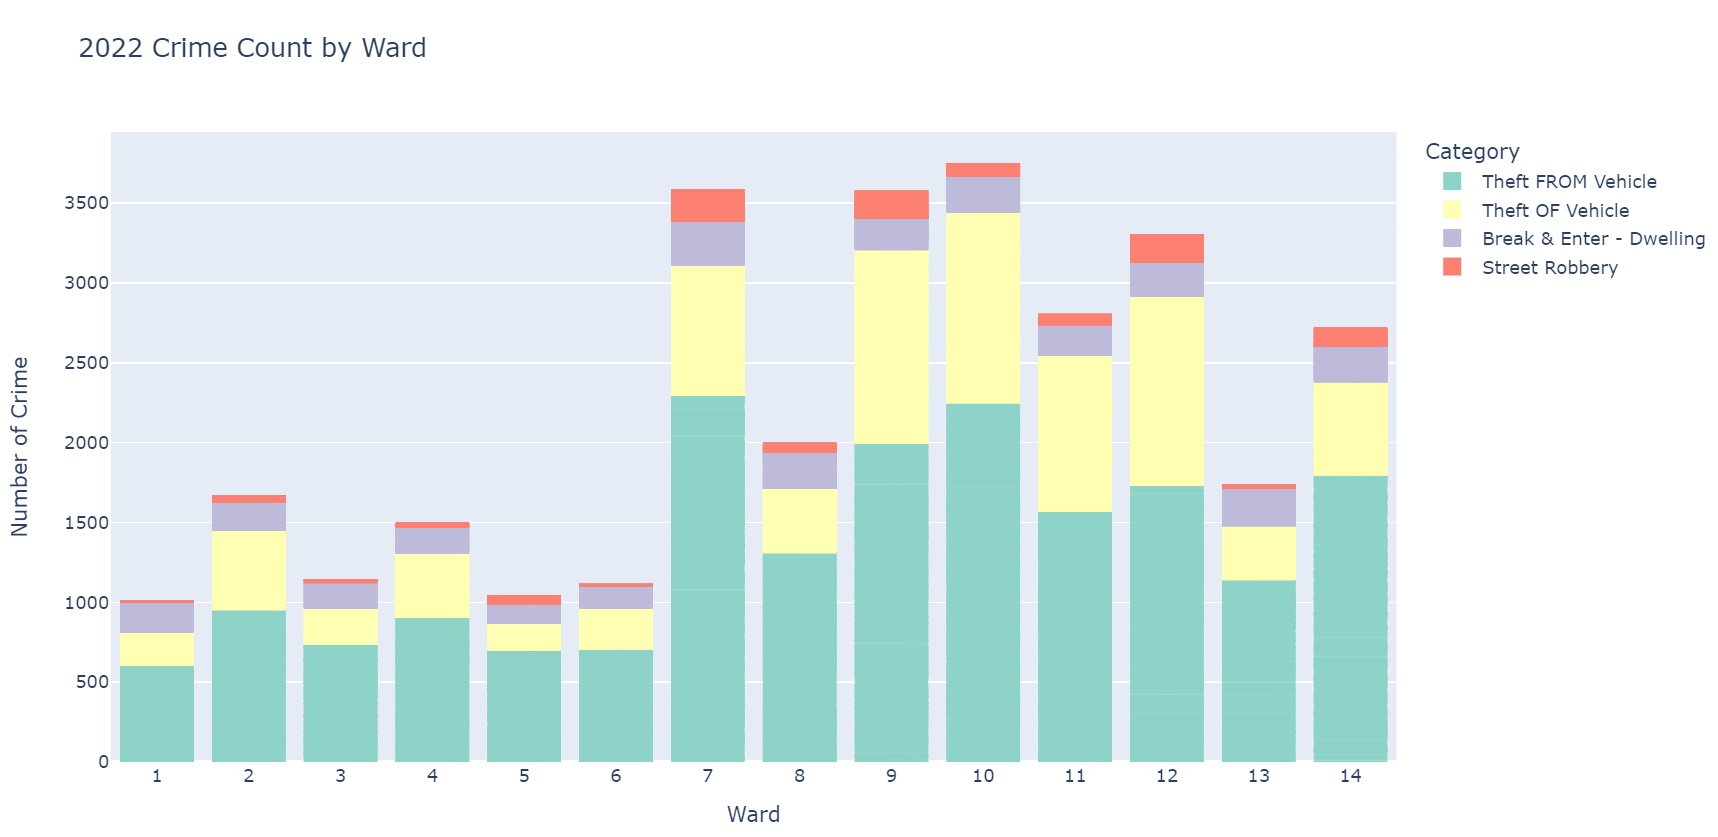 2022 Crime Count by Ward
Category
Theft FROM Vehicle
Theft OF Vehicle
Break & Enter - Dwelling
Street Robbery
Number of Crime
3500
3000
2500
2000
1500
1000
500
0
1 2 3 4 5 6 7 8 9 10 11 12 13 14
Ward